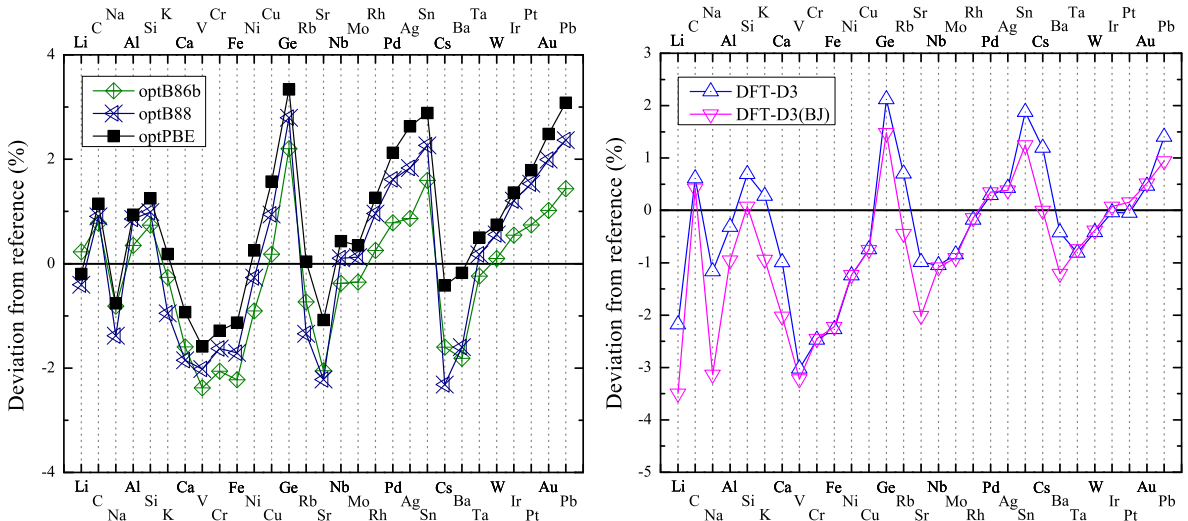 Na Cr Cu Sr Rh Sn Ta Pt
C Si K V Ni Rb Mo Ag Ba Ir Pb
Li Al Ca Fe Ge Nb Pd Cs W Au
4
2
0
-2
-4
Deviation from reference (%)
optB86b
optB88
optPBE
Li Al Ca Fe Ge Nb Pd Cs W Au
C Si V Ni Rb Mo Ag Ba Ir Pb
Na K Cr Cu Sr Rh Sn Ta Pt
Na Cr Cu Sr Rh Sn Ta Pt
C Si K V Ni Rb Mo Ag Ba Ir Pb
Li Al Ca Fe Ge Nb Pd Cs W Au
3
2
1
0
-1
-2
-3
-4
-5
Deviation from reference (%)
DFT-D3
DFT-D3(BJ)
Li Al Ca Fe Ge Nb Pd Cs W Au
C Si V Ni Rb Mo Ag Ba Ir Pb
Na K Cr Cu Sr Rh Sn Ta Pt